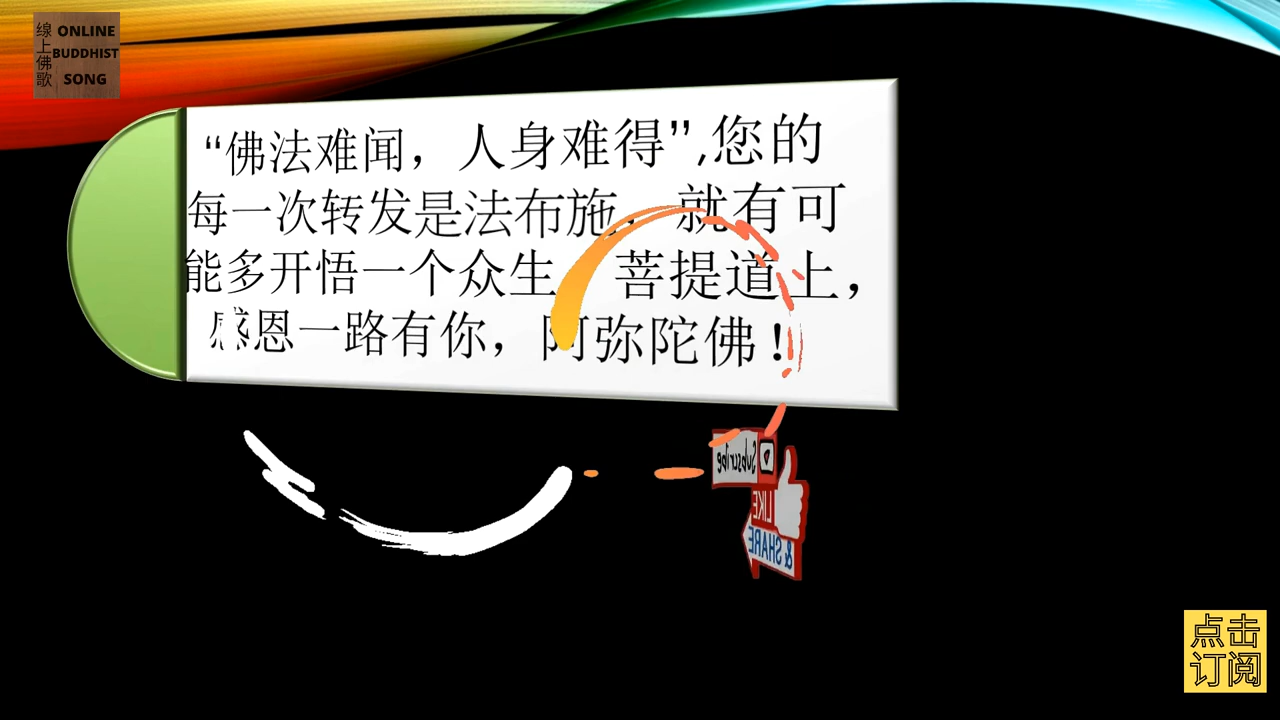 线上佛歌
ONLINE
BUDDHIST
SONG
“佛法难闻，人身难得”,您的
每一次转发是法布施，就有可
能多开悟一个众生 菩提道上，
感恩一路有你，阿弥陀佛！
Subscribe
LIKE
& SHARE
点击
订阅